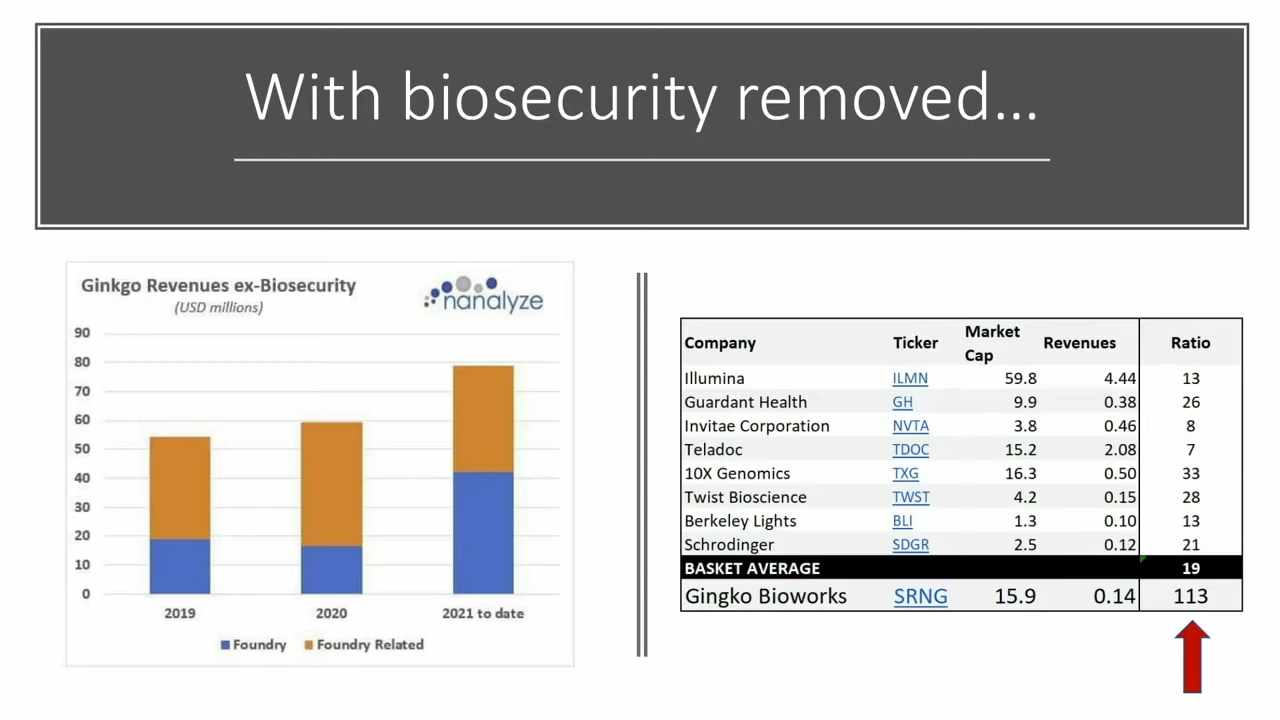 With biosecurity removed...
Ginkgo Revenues ex-Biosecurity
(USD millions)
nanalyze
90
80
70
60
50
40
30
20
10
0
2019 2020 2021 to date
Foundry Foundry Related
Company Ticker Market Cap Revenues Ratio
Illumina ILMN 59.8 4.44 13
Guardant Health GH 9.9 0.38 26
Invitae Corporation NVTA 3.8 0.46 8
Teladoc TDOC 15.2 2.08 7
10X Genomics TXG 16.3 0.50 33
Twist Bioscience TWST 4.2 0.15 28
Berkeley Lights BLI 1.3 0.10 13
Schrodinger SDGR 2.5 0.12 21
BASKET AVERAGE 19
Gingko Bioworks SRNG 15.9 0.14 113